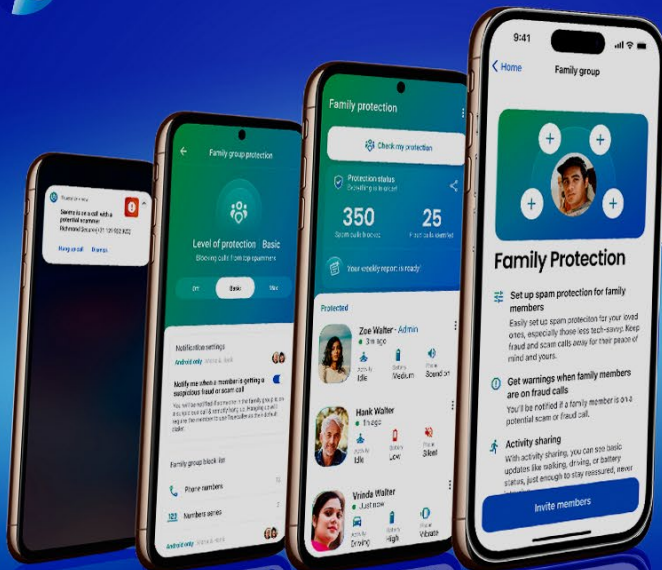 is on a call with a
potential scammer
Family group protection
Level of protection Basic
Blocking calls from top spammers
Off
Basic
Max
Notification settings
Android only
Notify me when a member is getting a
suspicious fraud or scam call
Family group block list
Phone numbers
Numbers series
Android only
Family protection
Check my protection
Protection status
Everything is in order!
350
25
Spam calls blocked
Fraud calls identified
Your weekly report is ready!
Protected
Zoe Walter - Admin
3m ago
Activity
Battery
Phone
Idle
Medium
Sound on
Hank Walter
1h ago
Activity
Battery
Phone
Idle
Low
Silent
Vrinda Walter
Just now
Activity
Battery
Phone
Driving
High
Vibrate
9:41
Home
Family group
Family Protection
Set up spam protection for family
members
Easily set up spam protection for your loved
ones, especially those less tech-savvy. Keep
fraud and scam calls away for their peace of
mind and yours.
Get warnings when family members
are on fraud calls
You'll be notified if a family member is on a
potential scam or fraud call.
Activity sharing
With activity sharing, you can see basic
updates like walking, driving, or battery
status, just enough to stay reassured, never
Invite members